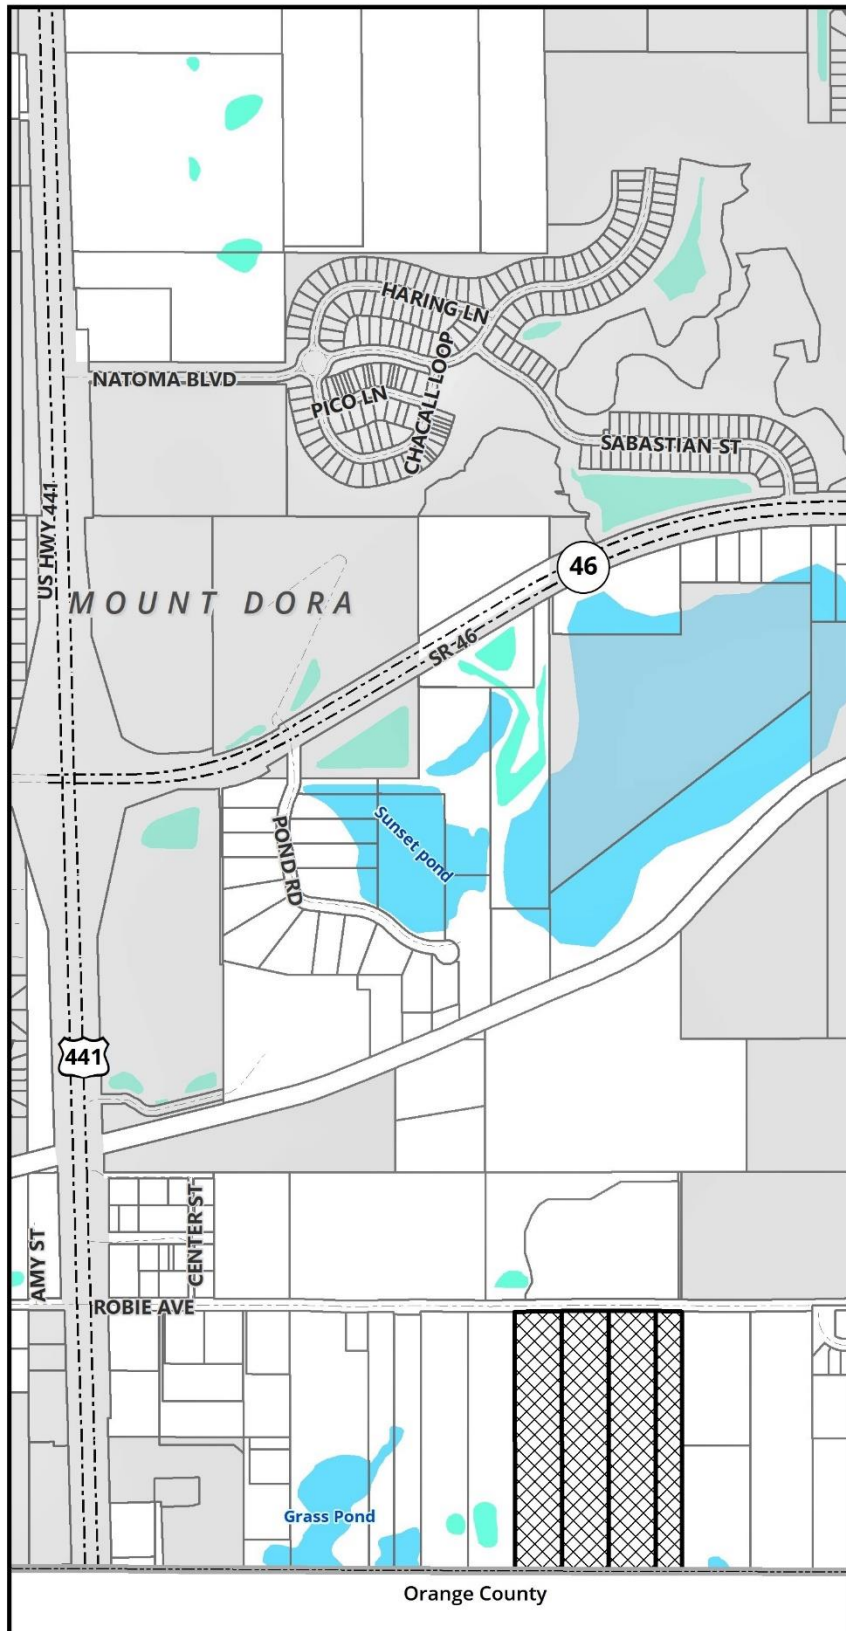 HARING LN
NATOMA BLVD
PICO LN
CHACALL LOOP
SABASTIAN ST
US HWY 441
46
MOUNT DORA
SR-46
Sunset pond
POND RD
441
CENTER ST
AMY ST
ROBIE AVE
Grass Pond
Orange County